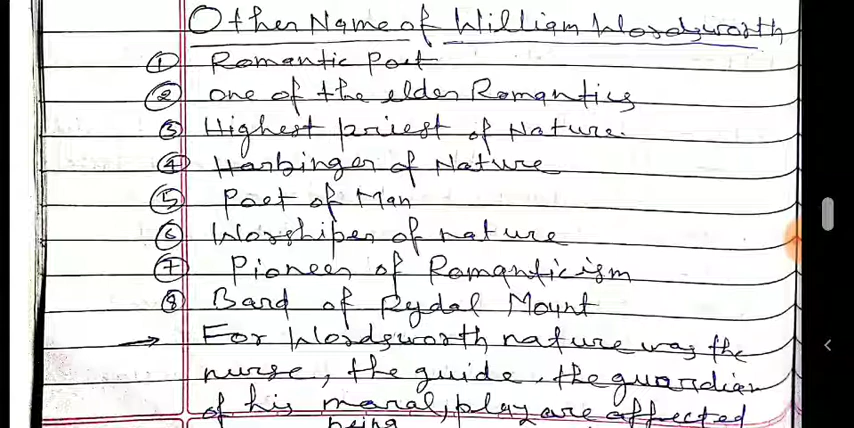 Other Name of William Wordsworth
① Romantic Poet
② one of the elder Romantics
③ Highest priest of Nature.
④ Harbinger of Nature
⑤ Poet of Man
⑥ Worshiper of nature
⑦ Pioneer of Romanticism
⑧ Bard of Rydal Mount
→ For Wordsworth nature was the
nurse, the guide, the guardian
of his moral, play are affected
being